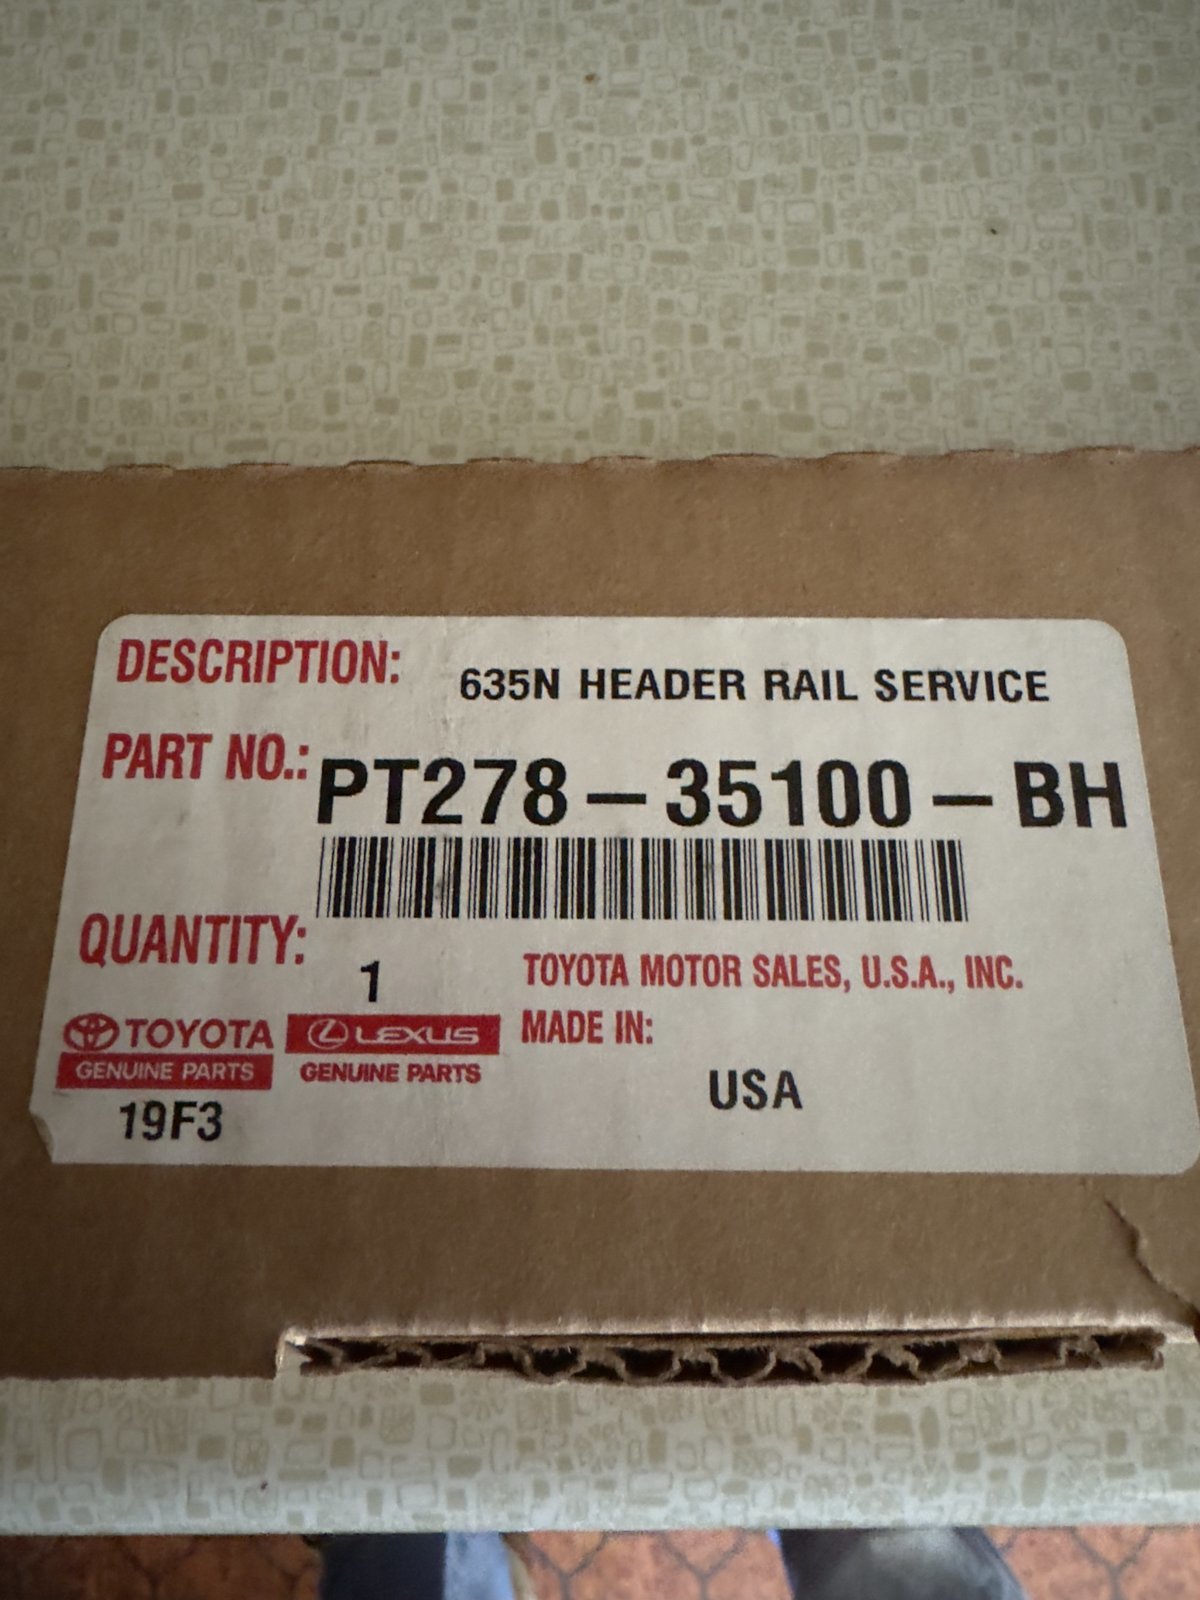 DESCRIPTION: 635N HEADER RAIL SERVICE
PART NO.: PT278-35100-BH
QUANTITY: 1
TOYOTA MOTOR SALES, U.S.A., INC.
TOYOTA LEXUS MADE IN:
GENUINE PARTS GENUINE PARTS
USA
19F3